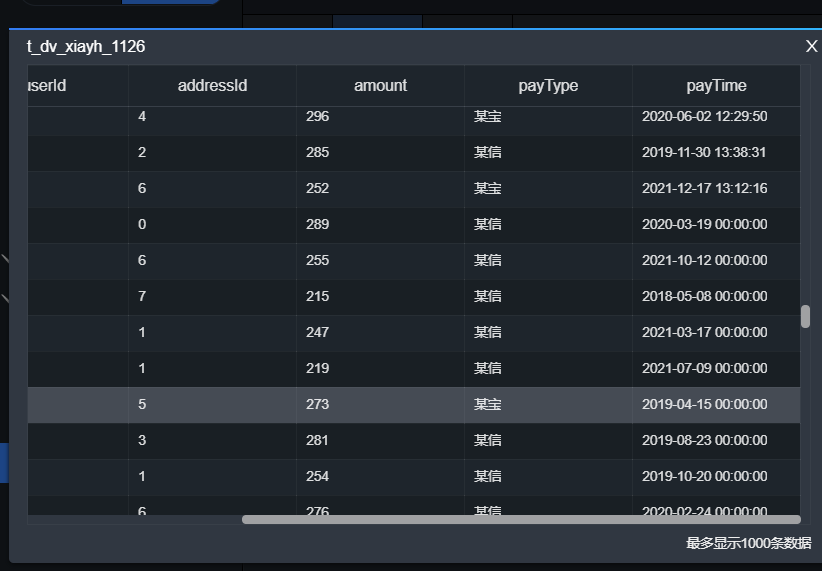 t_dv_xiayh_1126 X
userId addressId amount payType payTime
4 296 某宝 2020-06-02 12:29:50
2 285 某信 2019-11-30 13:38:31
6 252 某宝 2021-12-17 13:12:16
0 289 某信 2020-03-19 00:00:00
6 255 某信 2021-10-12 00:00:00
7 215 某信 2018-05-08 00:00:00
1 247 某信 2021-03-17 00:00:00
1 219 某信 2021-07-09 00:00:00
5 273 某宝 2019-04-15 00:00:00
3 281 某信 2019-08-23 00:00:00
1 254 某信 2019-10-20 00:00:00
6 276 某信 2020-02-24 00:00:00
最多显示1000条数据